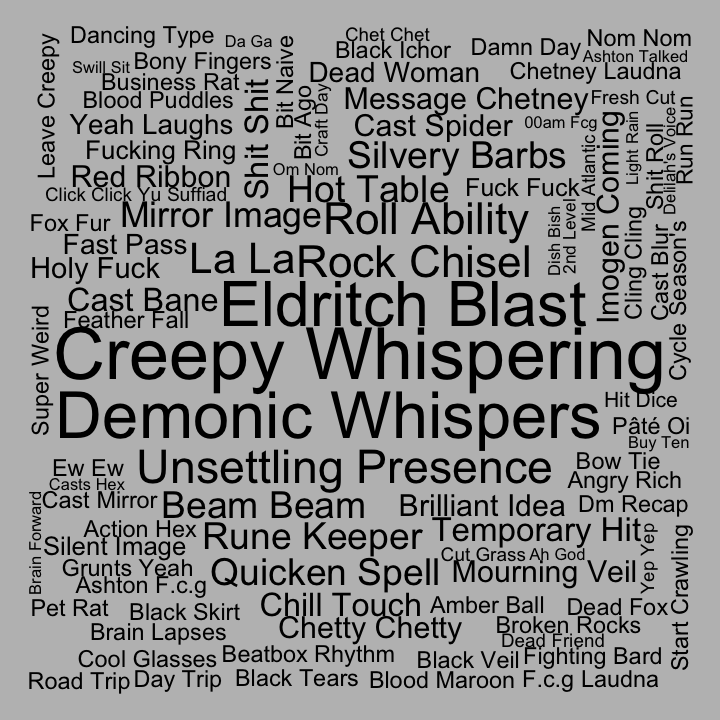 Dancing Type
Da Ga
Chet Chet
Black Ichor
Damn Day
Nom Nom
Ashton Talked
Leave Creepy
Swill Sit
Bony Fingers
Bit Naive
Business Rat
Dead Woman
Chetney Laudna
Blood Puddles
Shit Shit
Bit Ago
Craft Day
Message Chetney
Fresh Cut
Yeah Laughs
Cast Spider
00am Fcg
Mid Atlantic
Imogen Coming
Light Rain
Shit Roll
Delilah's Voice
Run Run
Fucking Ring
Silvery Barbs
Om Nom
Red Ribbon
Hot Table
Fuck Fuck
Click Click
Yu Suffiad
Fox Fur
Mirror Image
Roll Ability
Dish Bish
2nd Level
Cling Cling
Cast Blur
Cycle Season's
Fast Pass
Holy Fuck
La La
Rock Chisel
Cast Bane
Eldritch Blast
Feather Fall
Super Weird
Creepy Whispering
Demonic Whispers
Hit Dice
Pâté Oi
Buy Ten
Ew Ew
Unsettling Presence
Bow Tie
Casts Hex
Angry Rich
Brain Forward
Cast Mirror
Beam Beam
Brilliant Idea
Dm Recap
Action Hex
Rune Keeper
Temporary Hit
Yep Yep
Start Crawling
Silent Image
Cut Grass
Ah God
Grunts Yeah
Quicken Spell
Mourning Veil
Ashton F.c.g
Pet Rat
Black Skirt
Chill Touch
Amber Ball
Dead Fox
Brain Lapses
Chetty Chetty
Broken Rocks
Dead Friend
Cool Glasses
Beatbox Rhythm
Black Veil
Fighting Bard
Road Trip
Day Trip
Black Tears
Blood Maroon
F.c.g Laudna